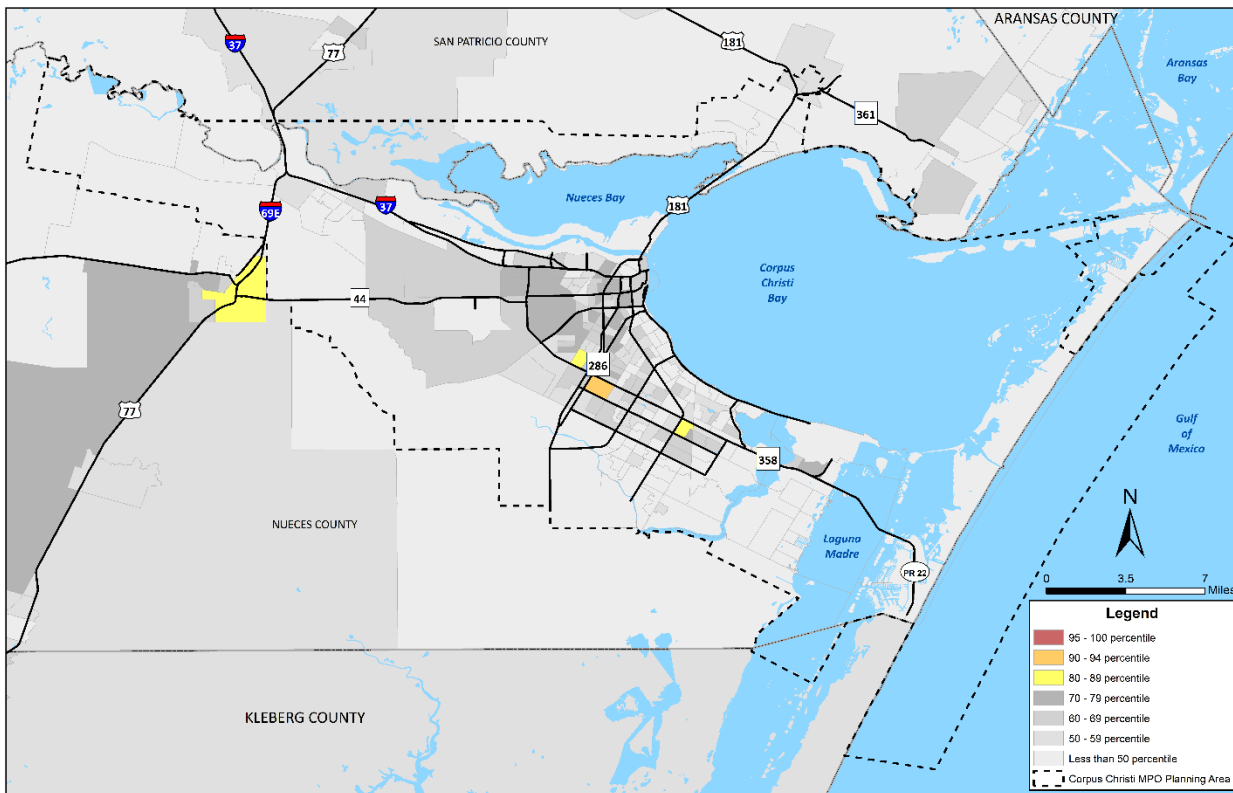 ARANSAS COUNTY
37
77
SAN PATRICIO COUNTY
181
Aransas
Bay
361
Nueces Bay
181
69E
37
Corpus
Christi
Bay
44
286
77
Gulf
of
Mexico
358
N
NUECES COUNTY
Laguna
Madre
PR 22
0 3.5 7
Miles
Legend
95 - 100 percentile
90 - 94 percentile
80 - 89 percentile
70 - 79 percentile
60 - 69 percentile
50 - 59 percentile
Less than 50 percentile
Corpus Christi MPO Planning Area
KLEBERG COUNTY